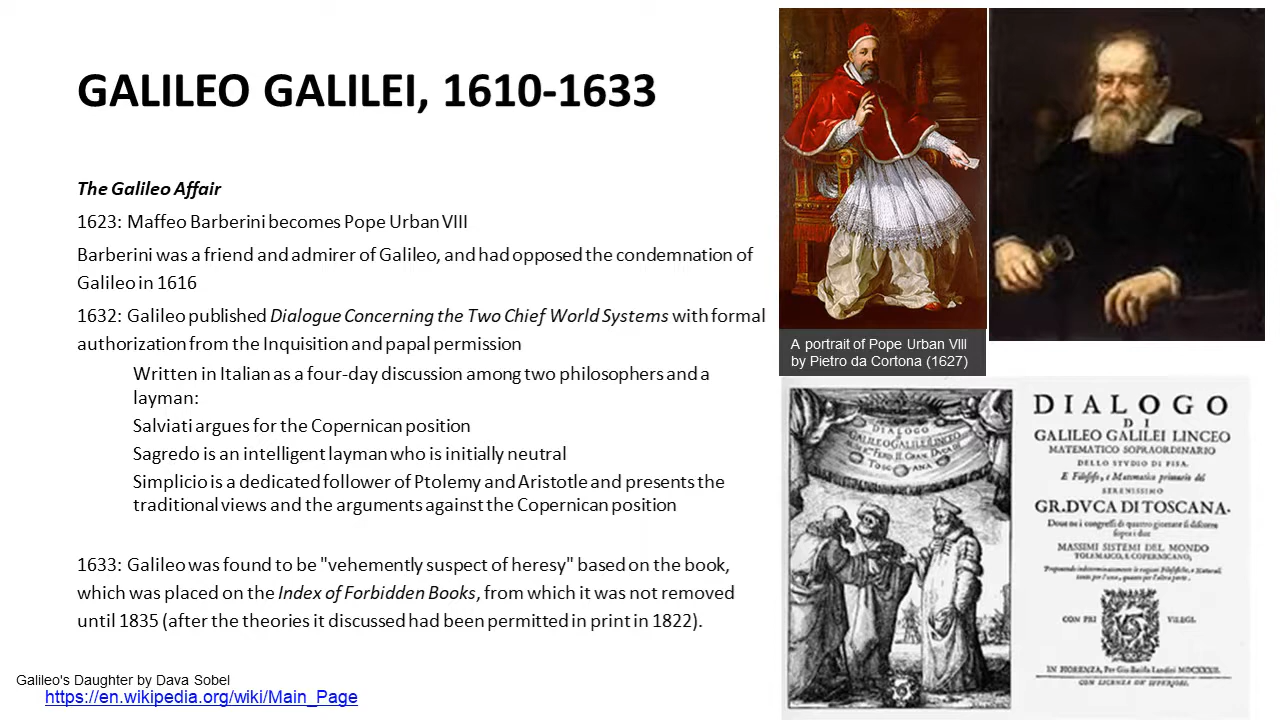 GALILEO GALILEI, 1610-1633
The Galileo Affair
1623: Maffeo Barberini becomes Pope Urban VIII
Barberini was a friend and admirer of Galileo, and had opposed the condemnation of
Galileo in 1616
1632: Galileo published Dialogue Concerning the Two Chief World Systems with formal
authorization from the Inquisition and papal permission
Written in Italian as a four-day discussion among two philosophers and a
layman:
Salviati argues for the Copernican position
Sagredo is an intelligent layman who is initially neutral
Simplicio is a dedicated follower of Ptolemy and Aristotle and presents the
traditional views and the arguments against the Copernican position
1633: Galileo was found to be "vehemently suspect of heresy" based on the book,
which was placed on the Index of Forbidden Books, from which it was not removed
until 1835 (after the theories it discussed had been permitted in print in 1822).
Galileo's Daughter by Dava Sobel
https://en.wikipedia.org/wiki/Main_Page
A portrait of Pope Urban VIII
by Pietro da Cortona (1627)
DIALOGO
DI
GALILEO GALILEI LINCEO
DIALOGO
DI
GALILEO GALILEI LINCEO
MATEMATICO SOPRAORDINARIO
DELLO STVDIO DI PISA.
E Filosofo, e Matematico primario del
SERENISSIMO
GR.DVCA DI TOSCANA.
Doue ne i congressi di quattro giornate si discorre
sopra i due
MASSIMI SISTEMI DEL MONDO
TOLEMAICO, E COPERNICANO;
CON PRI VILEGI.
IN FIORENZA, Per Gio:Batista Landini MDCXXXII.
CON LICENZA DE' SVPERIORI.